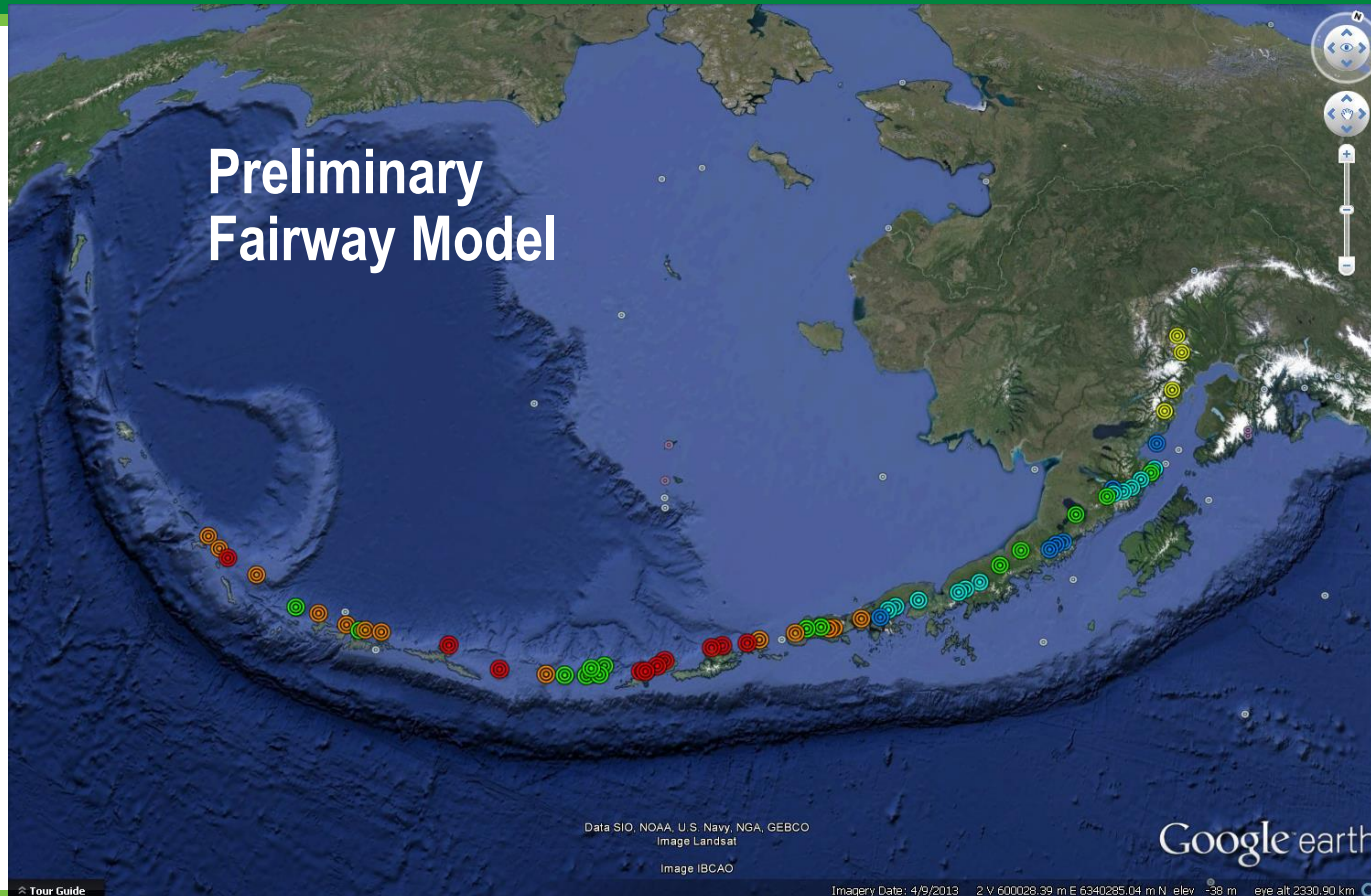 N
Preliminary
Fairway Model
Data SIO, NOAA, U.S. Navy, NGA, GEBCO
Image Landsat
Image IBCAO
Google earth
Tour Guide
Imagery Date: 4/9/2013 2 V 600028.39 m E 6340285.04 m N elev -38 m eye alt 2330.90 km